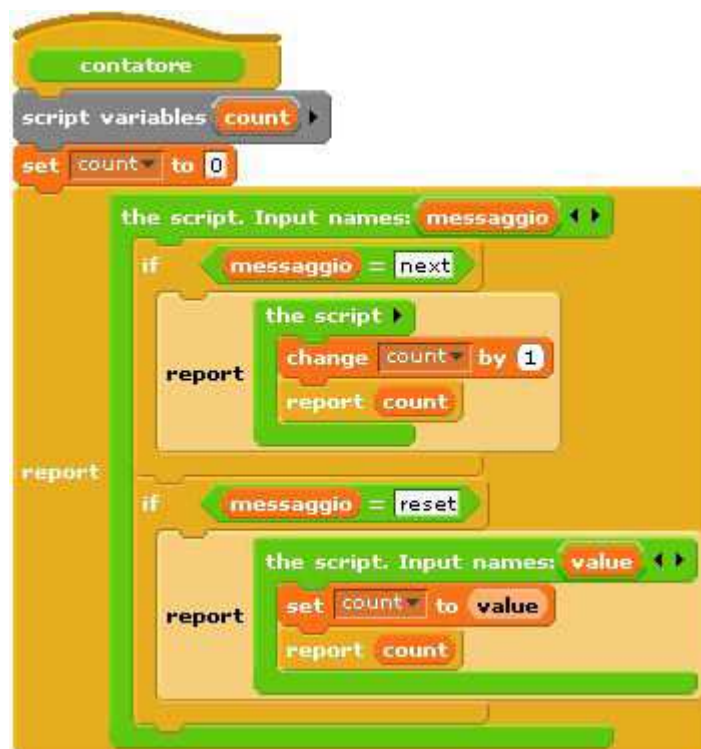 contatore
script variables count
set count to 0
the script. Input names: messaggio
if messaggio = next
the script
change count by 1
report
report count
report
if messaggio = reset
the script. Input names: value
set count to value
report
report count